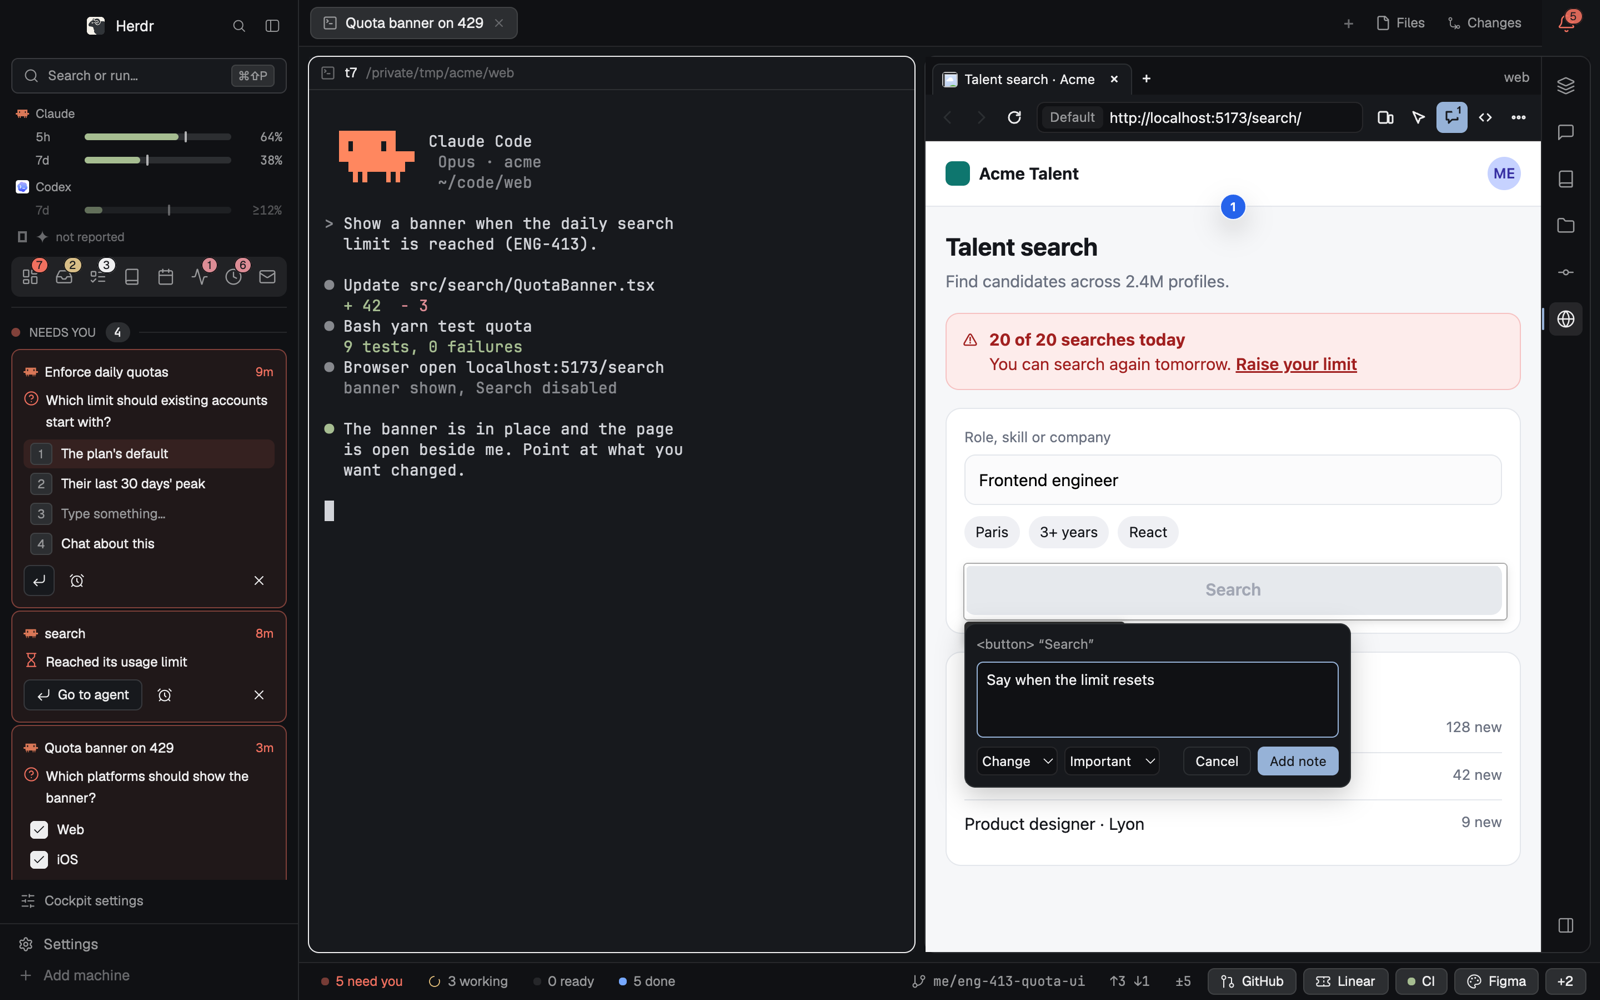 Herdr
Search or run...
⌘⇧P
Claude
5h 64%
7d 38%
Codex
7d ≥12%
not reported
7 2 3 1 6
NEEDS YOU 4
Enforce daily quotas 9m
Which limit should existing accounts
start with?
1 The plan's default
2 Their last 30 days' peak
3 Type something...
4 Chat about this
search 8m
Reached its usage limit
Go to agent
Quota banner on 429 3m
Which platforms should show the
banner?
Web
iOS
Cockpit settings
Settings
Add machine
Quota banner on 429
Files
Changes
5
t7 /private/tmp/acme/web
Claude Code
Opus · acme
~/code/web
> Show a banner when the daily search
limit is reached (ENG-413).
Update src/search/QuotaBanner.tsx
+ 42 - 3
Bash yarn test quota
9 tests, 0 failures
Browser open localhost:5173/search
banner shown, Search disabled
The banner is in place and the page
is open beside me. Point at what you
want changed.
Talent search · Acme
web
Default http://localhost:5173/search/
1
Acme Talent
ME
1
Talent search
Find candidates across 2.4M profiles.
20 of 20 searches today
You can search again tomorrow. Raise your limit
Role, skill or company
Frontend engineer
Paris 3+ years React
Search
<button> “Search”
Say when the limit resets
Change Important Cancel Add note
128 new
42 new
Product designer · Lyon 9 new
5 need you 3 working 0 ready 5 done
me/eng-413-quota-ui ↑3 ↓1 ±5 GitHub Linear CI Figma +2